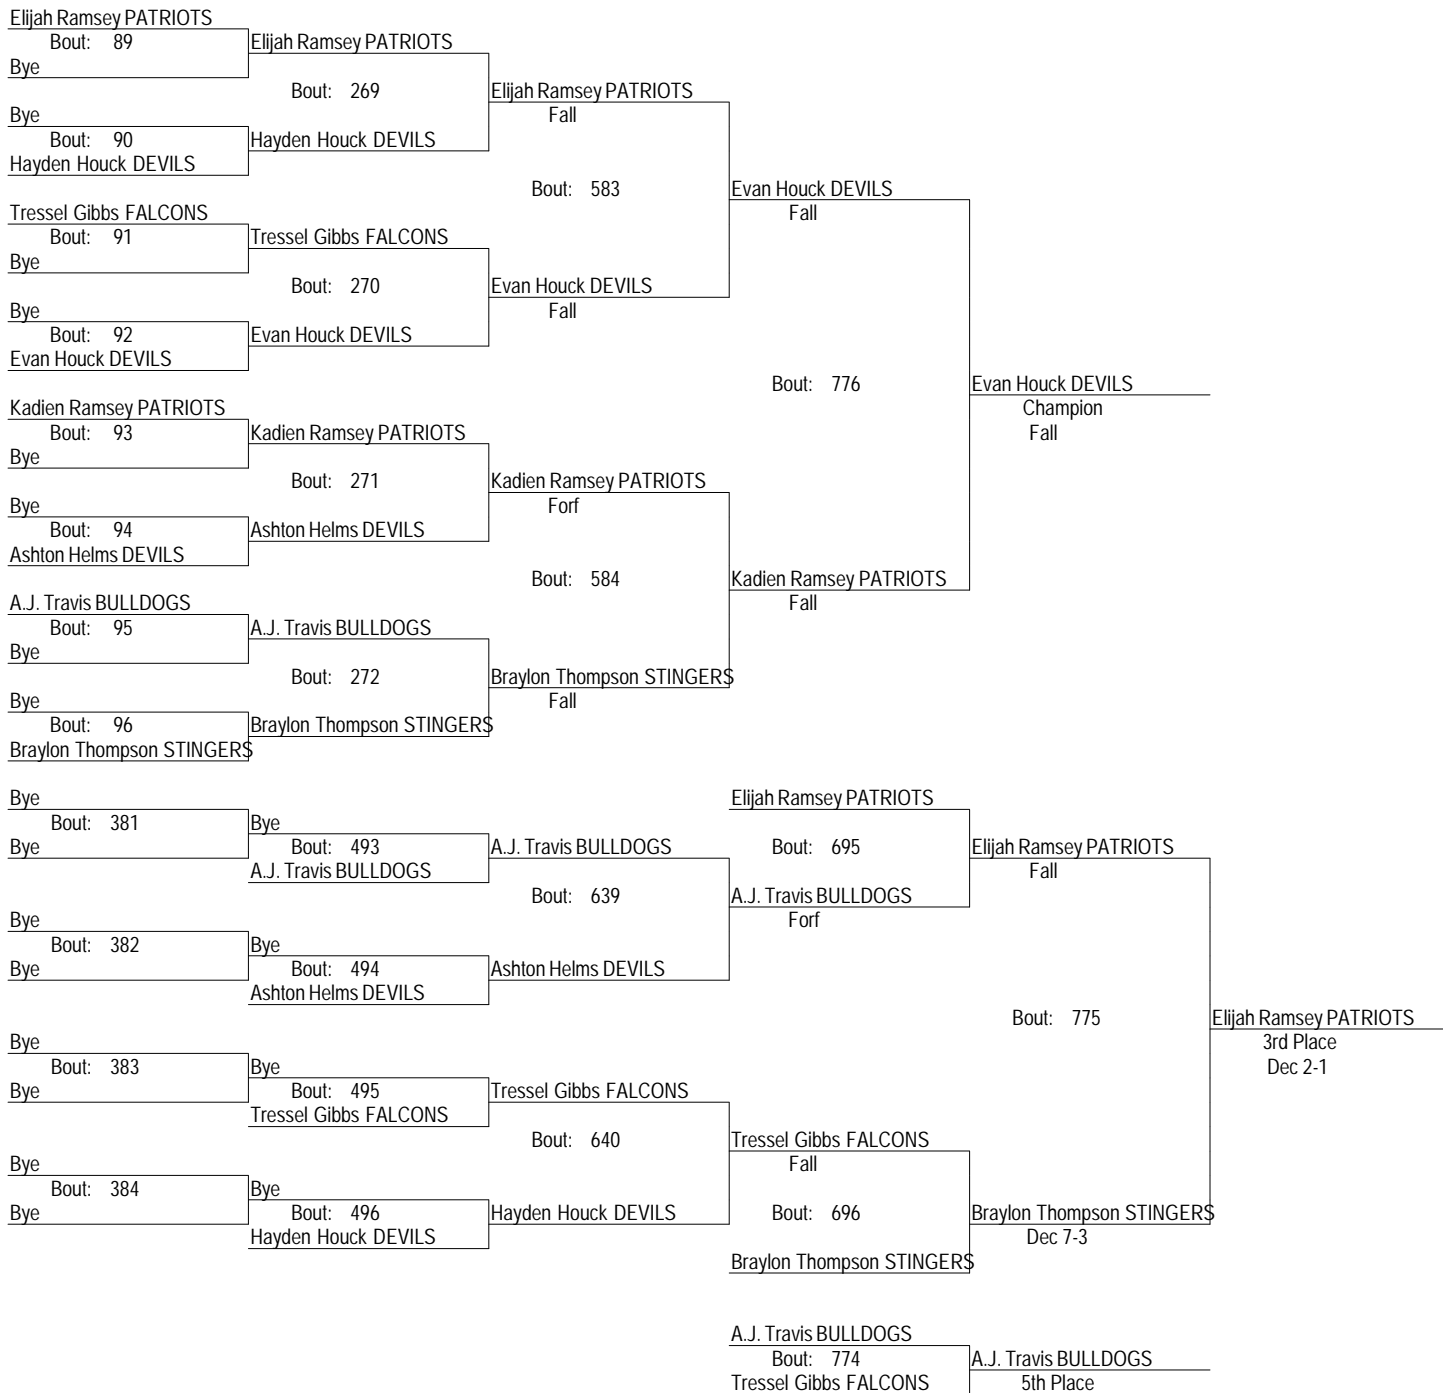 Elijah Ramsey PATRIOTS
Bout: 89
Elijah Ramsey PATRIOTS
Bye
Bout: 269
Elijah Ramsey PATRIOTS
Fall
Bye
Bout: 90
Hayden Houck DEVILS
Hayden Houck DEVILS
Bout: 583
Evan Houck DEVILS
Fall
Tressel Gibbs FALCONS
Bout: 91
Tressel Gibbs FALCONS
Bye
Bout: 270
Evan Houck DEVILS
Fall
Bye
Bout: 92
Evan Houck DEVILS
Evan Houck DEVILS
Bout: 776
Evan Houck DEVILS
Champion
Fall
Kadien Ramsey PATRIOTS
Bout: 93
Kadien Ramsey PATRIOTS
Bye
Bout: 271
Kadien Ramsey PATRIOTS
Forf
Bye
Bout: 94
Ashton Helms DEVILS
Ashton Helms DEVILS
Bout: 584
Kadien Ramsey PATRIOTS
Fall
A.J. Travis BULLDOGS
Bout: 95
A.J. Travis BULLDOGS
Bye
Bout: 272
Braylon Thompson STINGERS
Fall
Bye
Bout: 96
Braylon Thompson STINGERS
Braylon Thompson STINGERS
Bye
Bout: 381
Bye
Bye
Bout: 493
A.J. Travis BULLDOGS
A.J. Travis BULLDOGS
Elijah Ramsey PATRIOTS
Bout: 695
Elijah Ramsey PATRIOTS
Fall
Bout: 639
A.J. Travis BULLDOGS
Forf
Bye
Bout: 382
Bye
Bye
Bout: 494
Ashton Helms DEVILS
Ashton Helms DEVILS
Bout: 775
Elijah Ramsey PATRIOTS
3rd Place
Dec 2-1
Bye
Bout: 383
Bye
Bye
Bout: 495
Tressel Gibbs FALCONS
Tressel Gibbs FALCONS
Bout: 640
Tressel Gibbs FALCONS
Fall
Bye
Bout: 384
Bye
Bye
Bout: 496
Hayden Houck DEVILS
Hayden Houck DEVILS
Bout: 696
Braylon Thompson STINGERS
Dec 7-3
Braylon Thompson STINGERS
A.J. Travis BULLDOGS
Bout: 774
A.J. Travis BULLDOGS
Tressel Gibbs FALCONS
5th Place